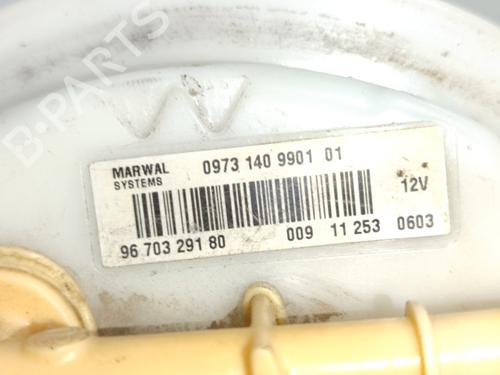 MARWAL 0973 140 9901 01
SYSTEMS
12V
96 703 291 80 009 11 253 0603
B-PARTS